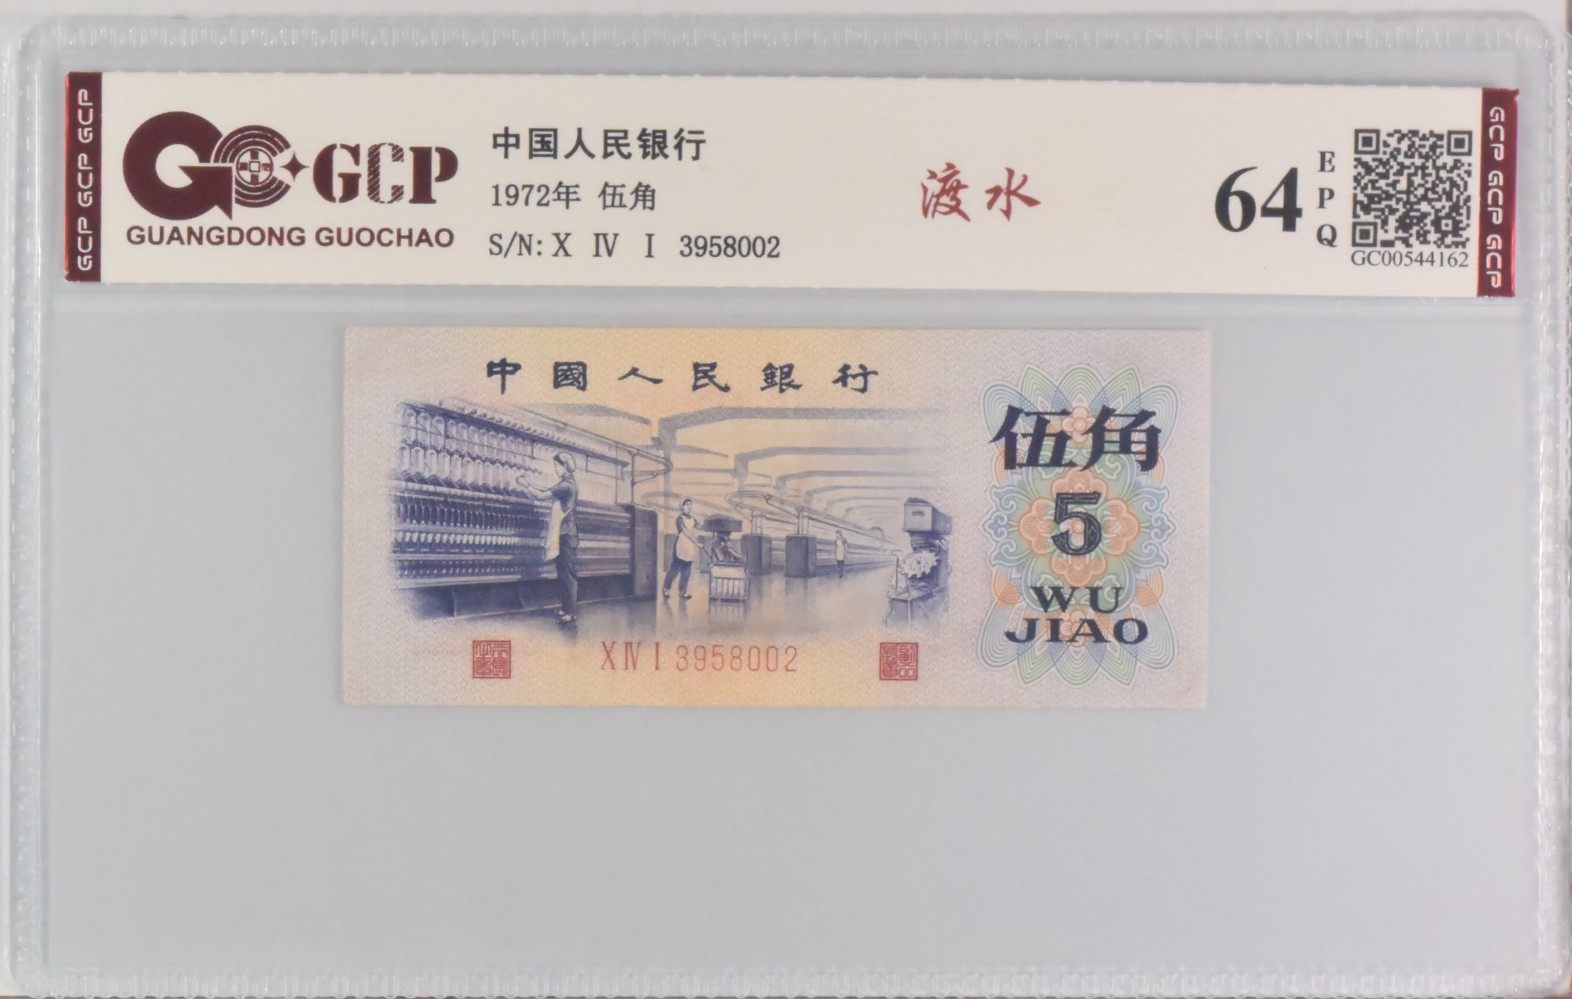 GCP GCP GCP
GCP
GUANGDONG GUOCHAO
中国人民银行
1972年 伍角
S/N: X Ⅳ Ⅰ 3958002
渡水
64
EPQ
GC00544162
GCP GCP GCP
中國人民銀行
伍角
5
WU
JIAO
X Ⅳ Ⅰ 3958002